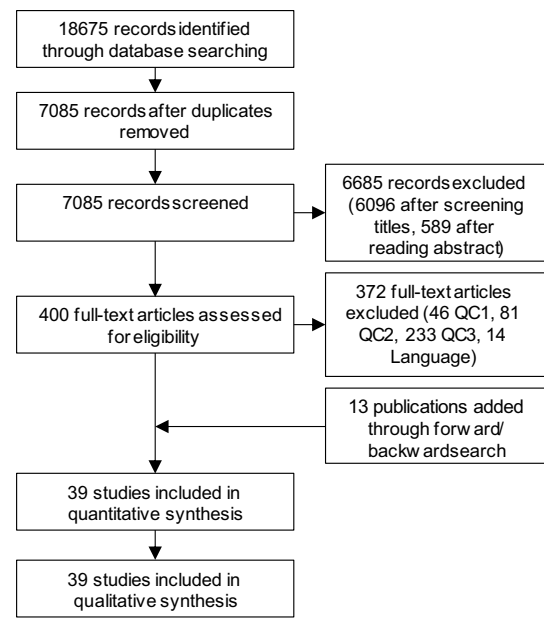 18675 records identified
through database searching
7085 records after duplicates
removed
7085 records screened
6685 records excluded
(6096 after screening
titles, 589 after
reading abstract)
400 full-text articles assessed
for eligibility
372 full-text articles
excluded (46 QC1, 81
QC2, 233 QC3, 14
Language)
13 publications added
through forward/
backwardsearch
39 studies included in
quantitative synthesis
39 studies included in
qualitative synthesis